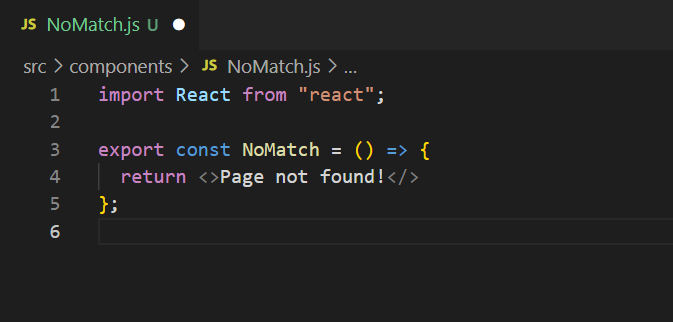 JS NoMatch.js U ●
src > components > JS NoMatch.js > ...
1 import React from "react";
2
3 export const NoMatch = () => {
4   return <>Page not found!</>
5 };
6